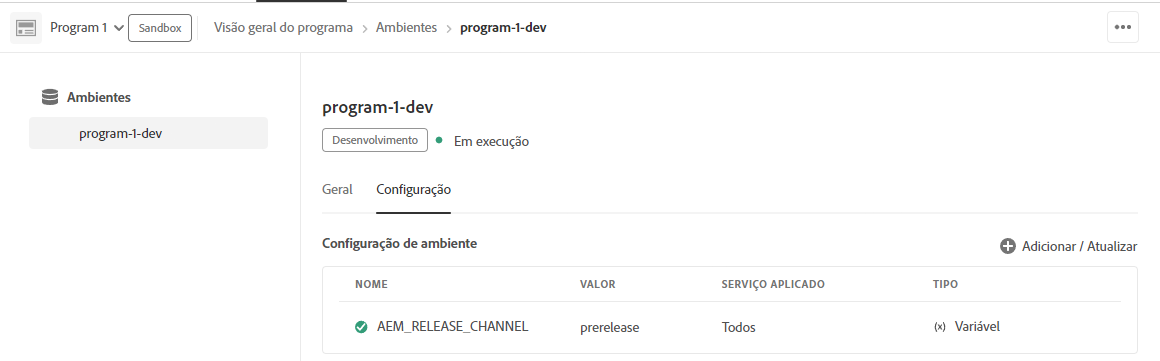 Program 1 Sandbox Visão geral do programa > Ambientes > program-1-dev
Ambientes
program-1-dev
program-1-dev
Desenvolvimento Em execução
Geral Configuração
Configuração de ambiente Adicionar / Atualizar
NOME VALOR SERVIÇO APLICADO TIPO
AEM_RELEASE_CHANNEL prerelease Todos (x) Variável